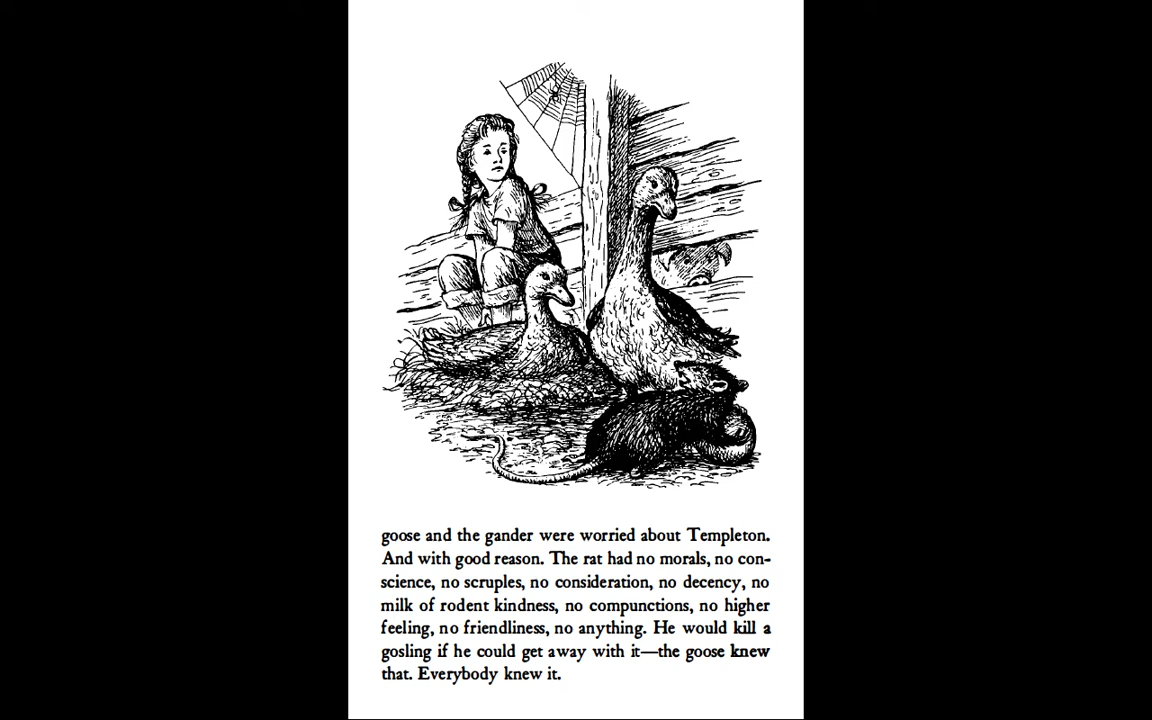 goose and the gander were worried about Templeton.
And with good reason. The rat had no morals, no con-
science, no scruples, no consideration, no decency, no
milk of rodent kindness, no compunctions, no higher
feeling, no friendliness, no anything. He would kill a
gosling if he could get away with it—the goose knew
that. Everybody knew it.